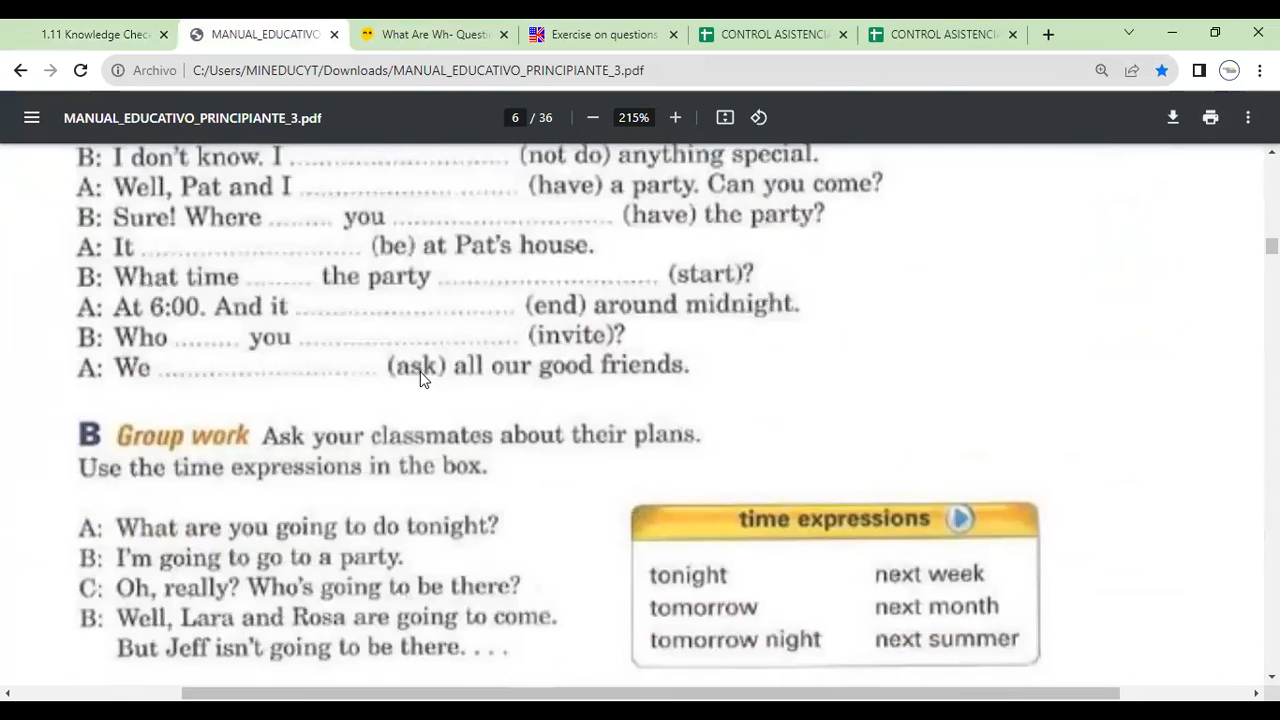 1.11 Knowledge Chec
MANUAL_EDUCATIVO
What Are Wh- Questi
Exercise on questions
CONTROL ASISTENCIA
CONTROL ASISTENCIA
Archivo
C:/Users/MINEDUCYT/Downloads/MANUAL_EDUCATIVO_PRINCIPIANTE_3.pdf
MANUAL_EDUCATIVO_PRINCIPIANTE_3.pdf
6 / 36
215%
B: I don't know. I .................................. (not do) anything special.
A: Well, Pat and I .................................. (have) a party. Can you come?
B: Sure! Where ......... you .................................. (have) the party?
A: It .................................. (be) at Pat's house.
B: What time ......... the party .................................. (start)?
A: At 6:00. And it .................................. (end) around midnight.
B: Who ......... you .................................. (invite)?
A: We .................................. (ask) all our good friends.
B Group work Ask your classmates about their plans.
Use the time expressions in the box.
A: What are you going to do tonight?
B: I'm going to go to a party.
C: Oh, really? Who's going to be there?
B: Well, Lara and Rosa are going to come.
But Jeff isn't going to be there. . . .
time expressions
tonight next week
tomorrow next month
tomorrow night next summer